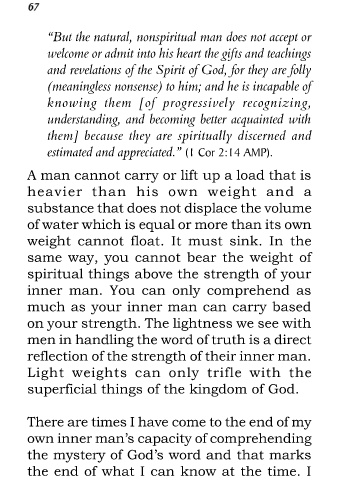 67
“But the natural, nonspiritual man does not accept or
welcome or admit into his heart the gifts and teachings
and revelations of the Spirit of God, for they are folly
(meaningless nonsense) to him; and he is incapable of
knowing them [of progressively recognizing,
understanding, and becoming better acquainted with
them] because they are spiritually discerned and
estimated and appreciated.” (1 Cor 2:14 AMP).
A man cannot carry or lift up a load that is
heavier than his own weight and a
substance that does not displace the volume
of water which is equal or more than its own
weight cannot float. It must sink. In the
same way, you cannot bear the weight of
spiritual things above the strength of your
inner man. You can only comprehend as
much as your inner man can carry based
on your strength. The lightness we see with
men in handling the word of truth is a direct
reflection of the strength of their inner man.
Light weights can only trifle with the
superficial things of the kingdom of God.
There are times I have come to the end of my
own inner man’s capacity of comprehending
the mystery of God’s word and that marks
the end of what I can know at the time. I